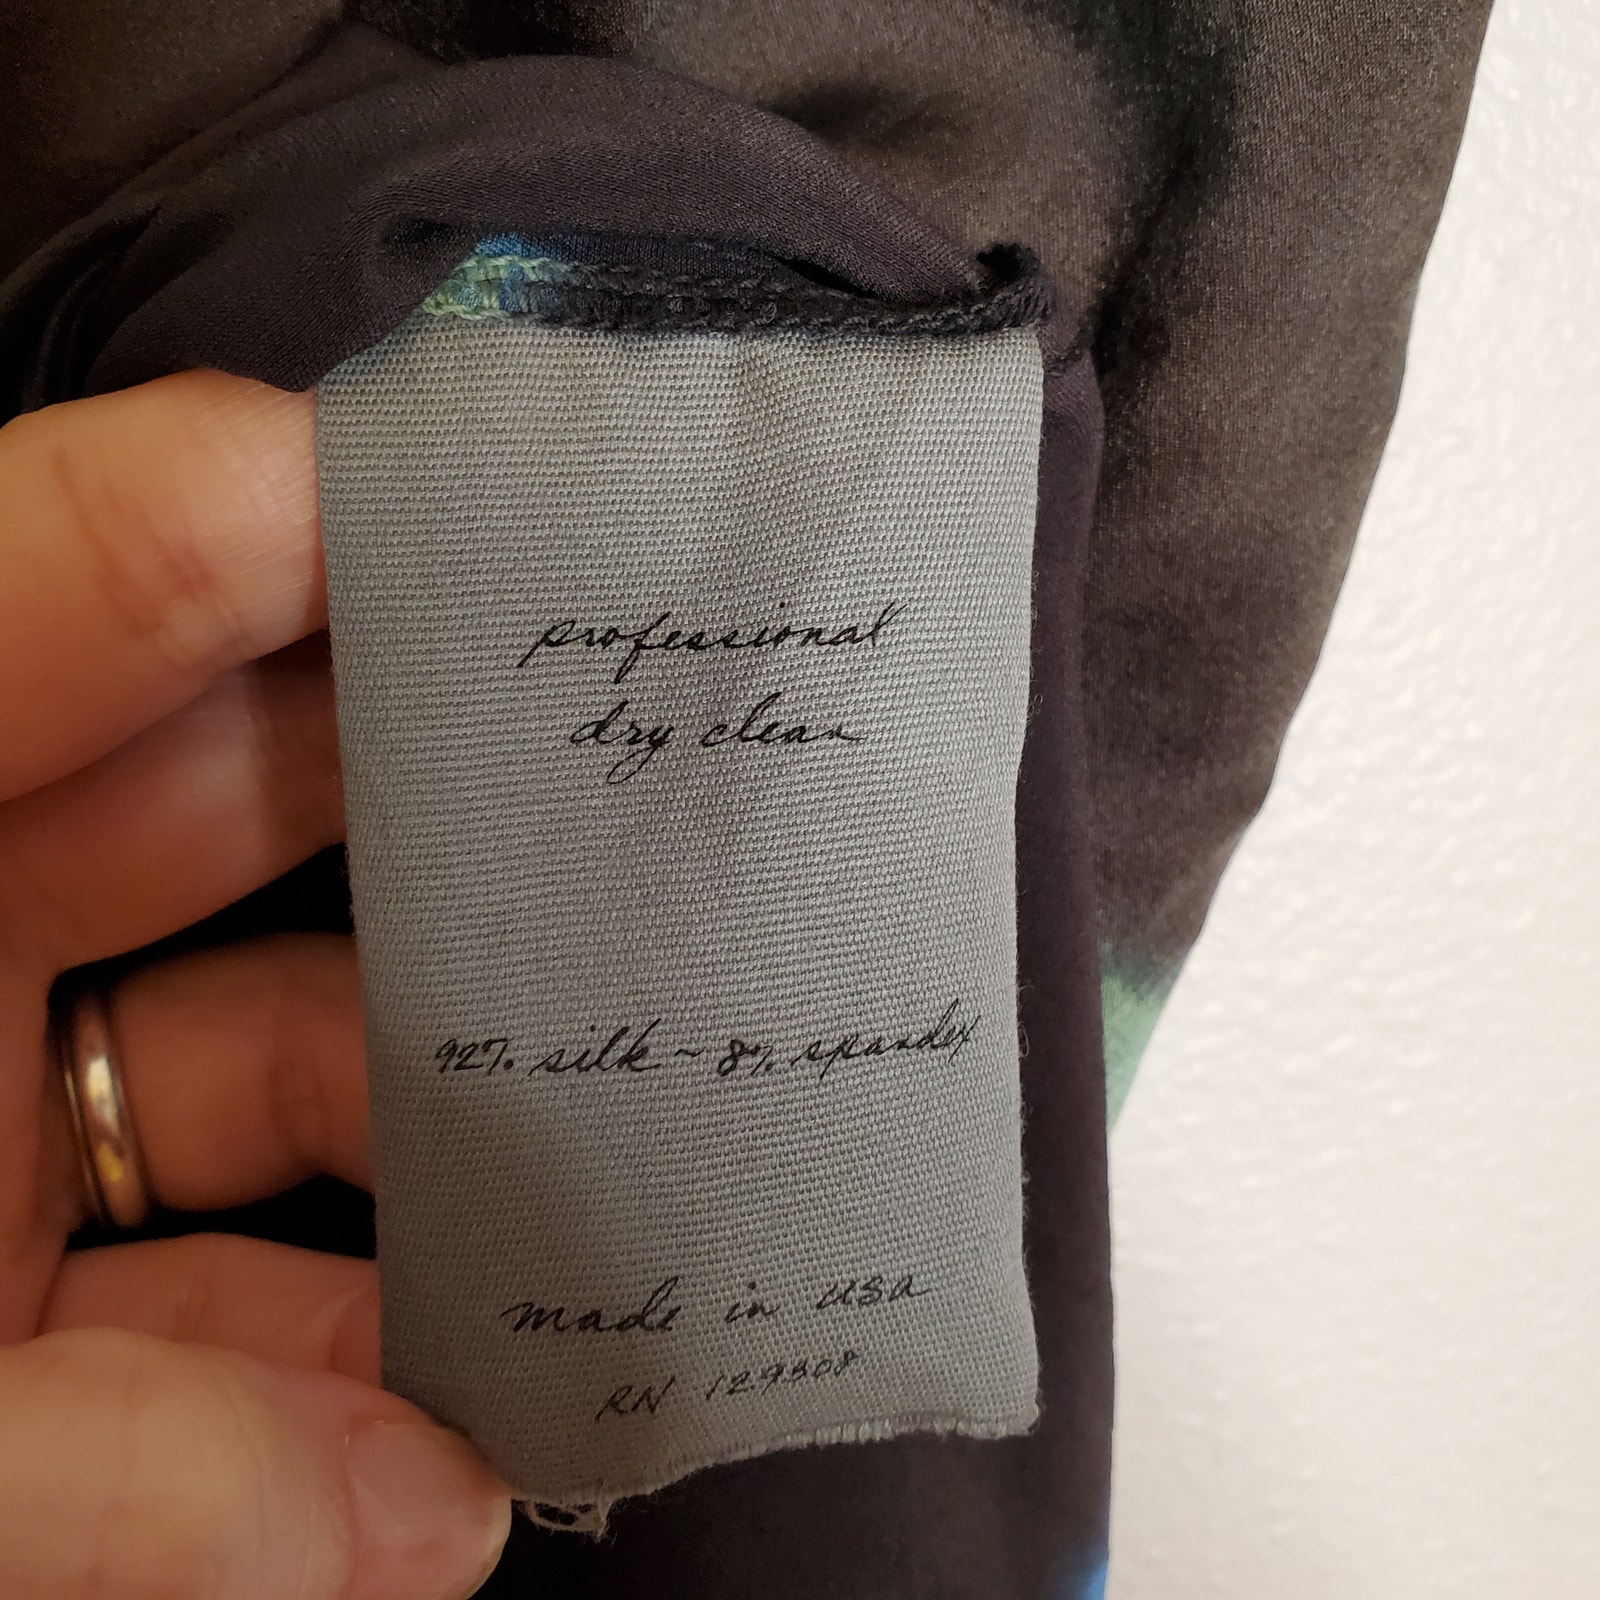 professional
dry clean
92% silk ~ 8% spandex
made in usa
RN 129308